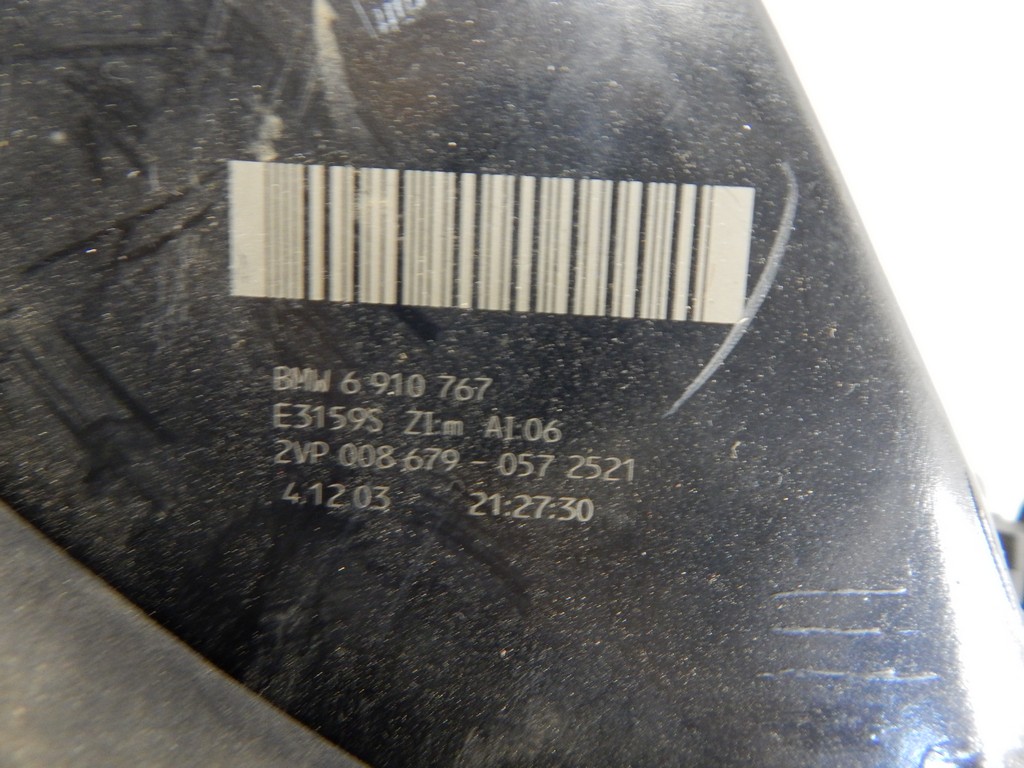 BMW 6 910 767
E3159S ZI:m AI:06
2VP 008 679 - 057 2521
4.12 03 21:27:30